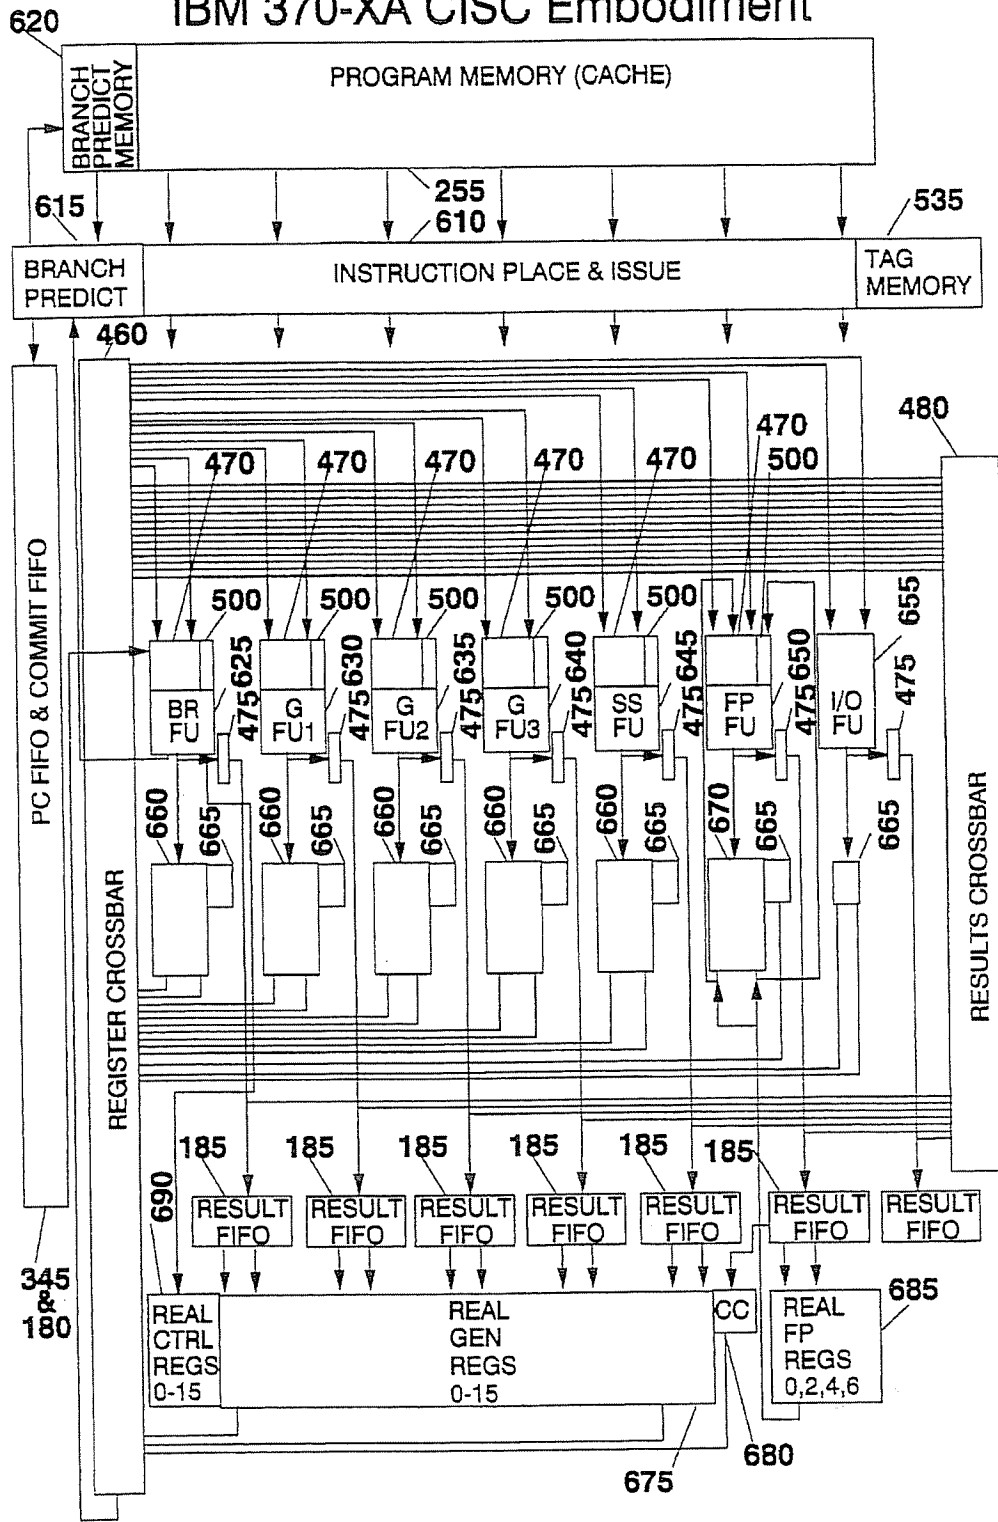 IBM 370-XA CISC Embodiment
620
BRANCH
PREDICT
MEMORY
PROGRAM MEMORY (CACHE)
255
615
610
535
BRANCH
PREDICT
INSTRUCTION PLACE & ISSUE
TAG
MEMORY
460
480
470
470
470
470
470
470
500
500
500
500
500
500
655
BR
FU
625
475
G
FU1
630
475
G
FU2
635
475
G
FU3
640
475
SS
FU
645
475
FP
FU
650
475
I/O
FU
475
PC FIFO & COMMIT FIFO
REGISTER CROSSBAR
RESULTS CROSSBAR
660
665
660
665
660
665
660
665
660
665
670
665
665
185
185
185
185
185
185
690
RESULT
FIFO
RESULT
FIFO
RESULT
FIFO
RESULT
FIFO
RESULT
FIFO
RESULT
FIFO
RESULT
FIFO
345
&
180
REAL
CTRL
REGS
0-15
REAL
GEN
REGS
0-15
CC
REAL
FP
REGS
0,2,4,6
685
680
675